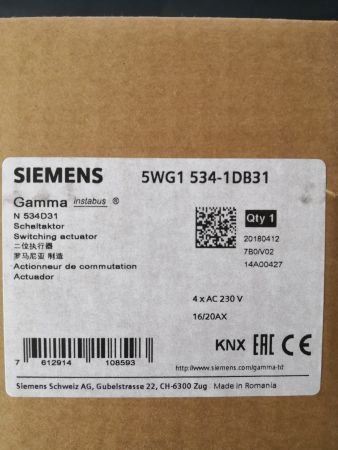 SIEMENS
5WG1 534-1DB31
Gamma instabus ®
N 534D31
Schaltaktor
Switching actuator
二位执行器
罗马尼亚 制造
Actionneur de commutation
Actuador
Qty 1
20180412
7B0/V02
14A00427
4 x AC 230 V
16/20AX
KNX EAC CE
7 612914 108593
http://www.siemens.com/gamma-td
Siemens Schweiz AG, Gubelstrasse 22, CH-6300 Zug Made in Romania